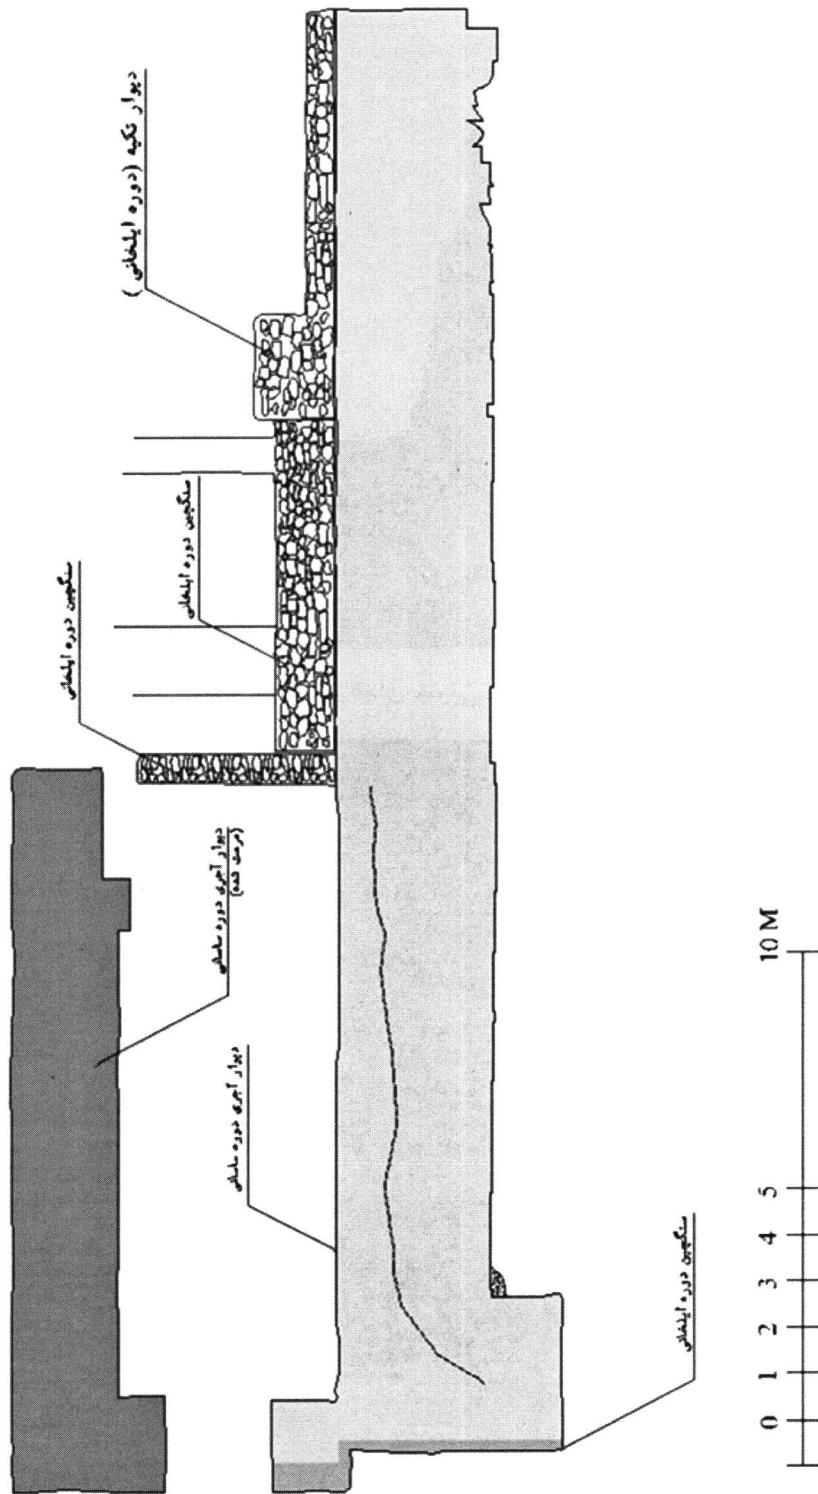 دیوار تکیه (دوره ایلخانی)
سنگچین دوره ایلخانی
سنگچین دوره ایلخانی
دیوار آجری دوره ساسانی
(مرمت شده)
دیوار آجری دوره ساسانی
سنگچین دوره ایلخانی
0 1 2 3 4 5 10 M